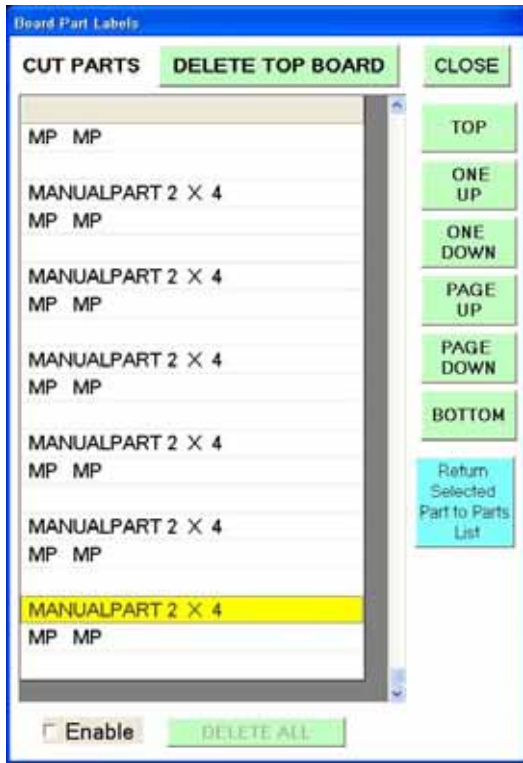 Board Part Labels
CUT PARTS
DELETE TOP BOARD
CLOSE
MP MP
MANUALPART 2 X 4
MP MP
MANUALPART 2 X 4
MP MP
MANUALPART 2 X 4
MP MP
MANUALPART 2 X 4
MP MP
MANUALPART 2 X 4
MP MP
MANUALPART 2 X 4
MP MP
TOP
ONE
UP
ONE
DOWN
PAGE
UP
PAGE
DOWN
BOTTOM
Return
Selected
Part to Parts
List
Enable
DELETE ALL